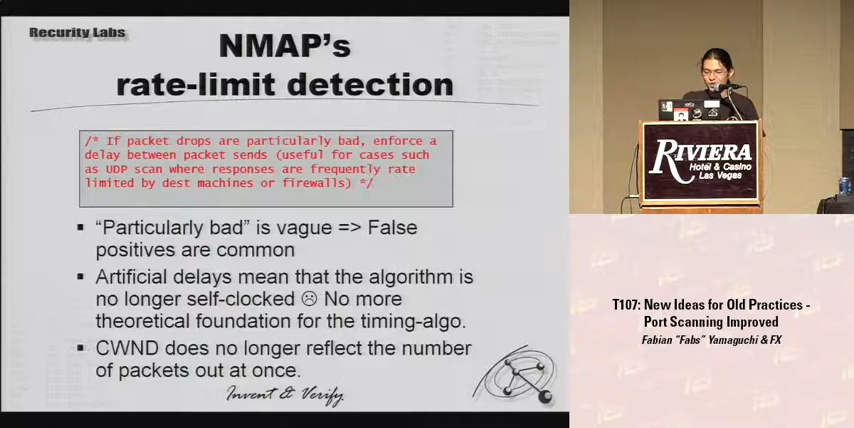 Recurity Labs
NMAP's
rate-limit detection
/* If packet drops are particularly bad, enforce a
delay between packet sends (useful for cases such
as UDP scan where responses are frequently rate
limited by dest machines or firewalls) */
▪ “Particularly bad” is vague => False
positives are common
▪ Artificial delays mean that the algorithm is
no longer self-clocked ☹ No more
theoretical foundation for the timing-algo.
▪ CWND does no longer reflect the number
of packets out at once.
Invent & Verify
RIVIERA
Hotel & Casino
Las Vegas
T107: New Ideas for Old Practices -
Port Scanning Improved
Fabian "Fabs" Yamaguchi & FX